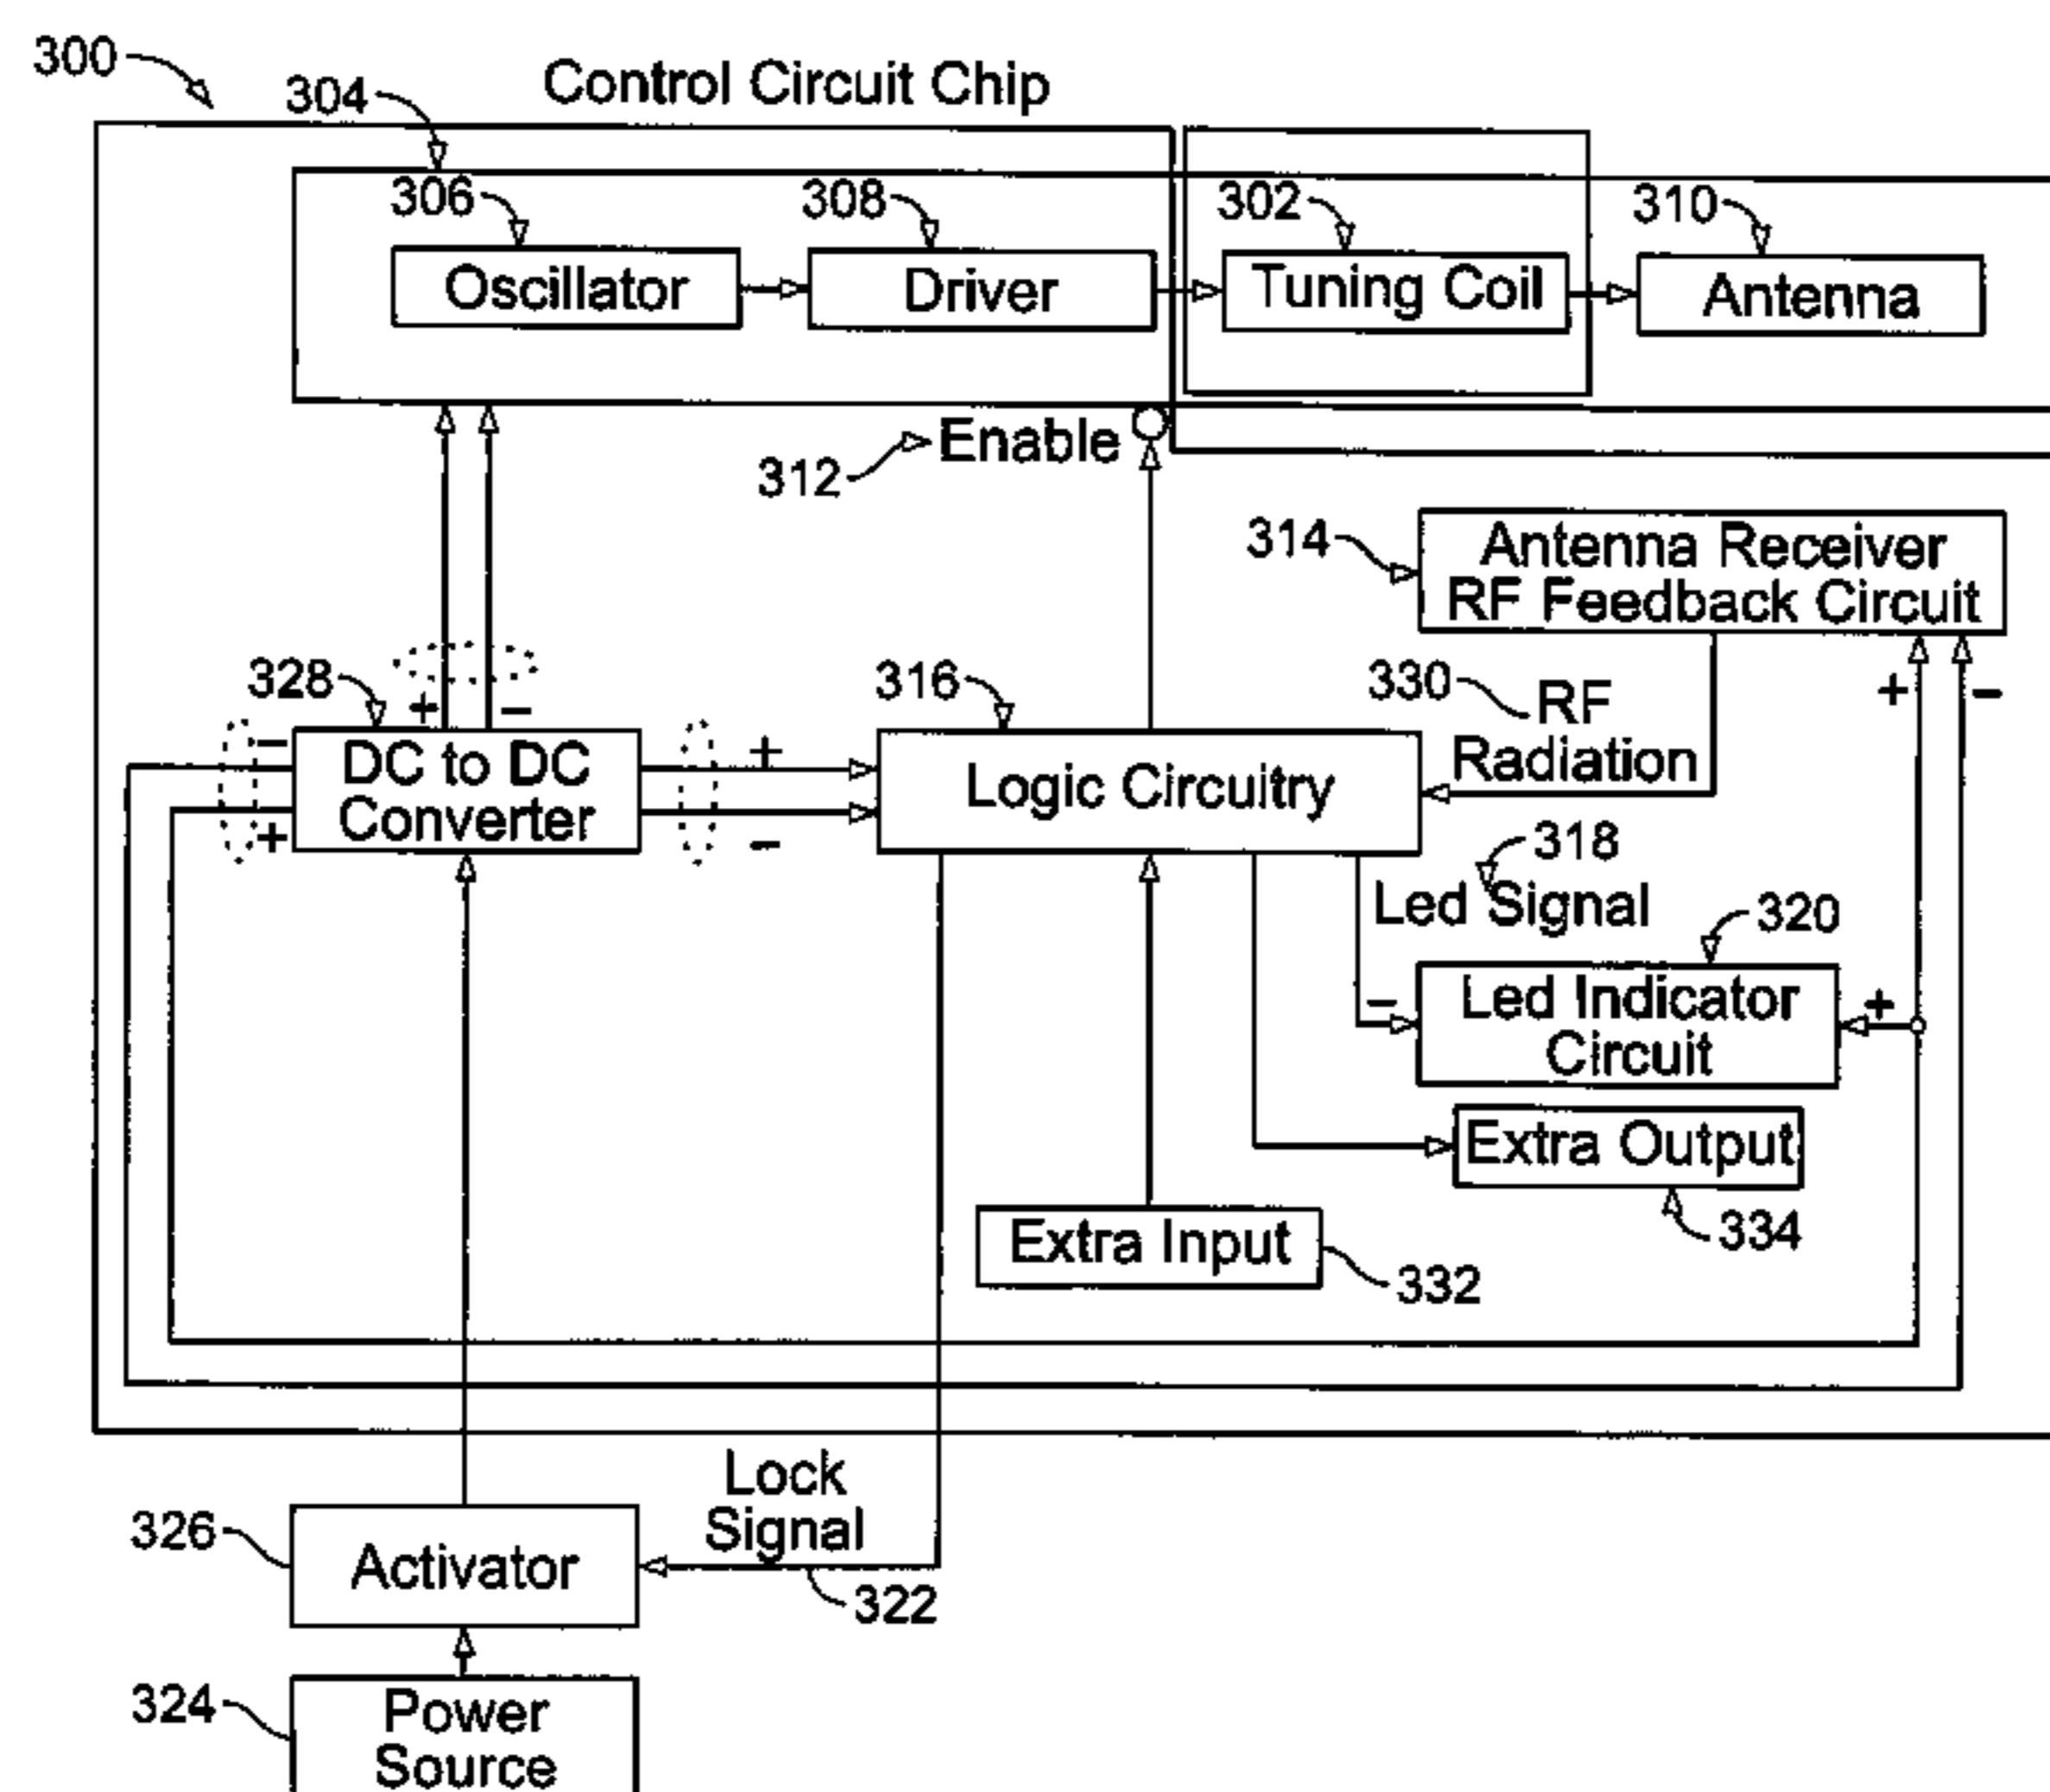 300
304
Control Circuit Chip
306
308
302
310
Oscillator
Driver
Tuning Coil
Antenna
312
Enable
314
Antenna Receiver
RF Feedback Circuit
328
+
-
316
330
RF
Radiation
+
-
-
+
DC to DC
Converter
+
-
Logic Circuitry
318
Led Signal
320
-
Led Indicator
Circuit
+
Extra Output
334
Extra Input
332
Lock
Signal
322
326
Activator
324
Power
Source